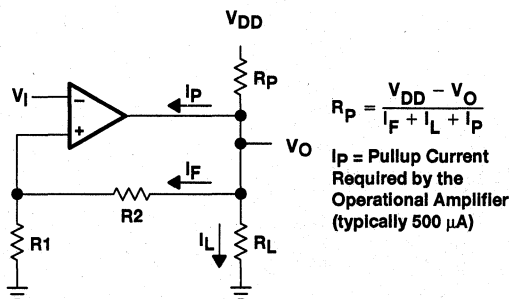 VDD
VI
−
+
IP
RP
VO
IF
R2
R1
IL
RL
RP = VDD − VO / IF + IL + IP
IP = Pullup Current
Required by the
Operational Amplifier
(typically 500 μA)